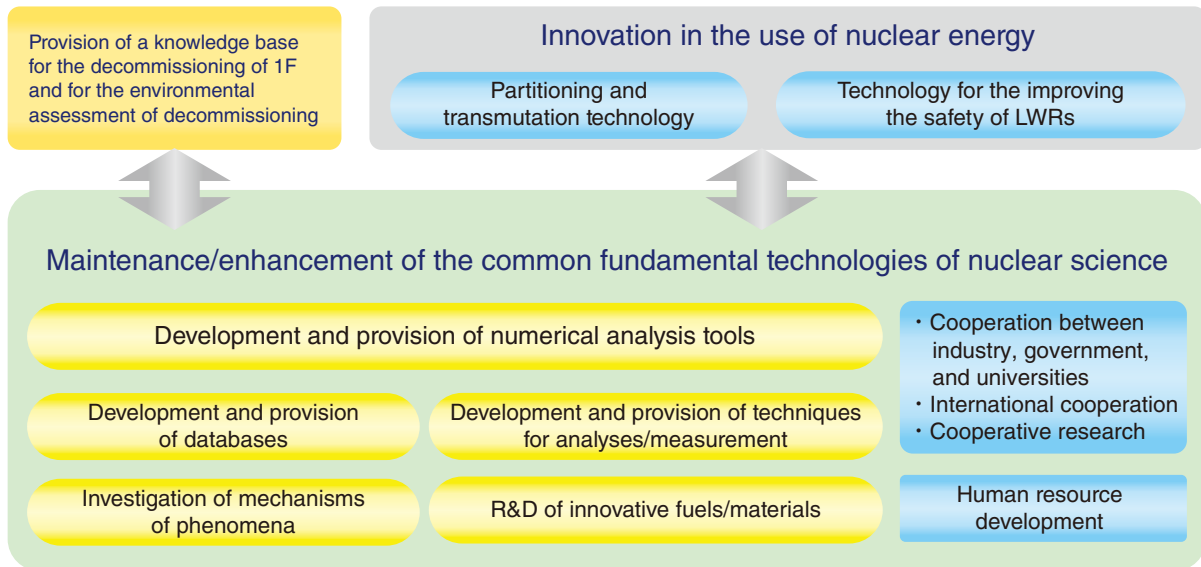 Provision of a knowledge base
for the decommissioning of 1F
and for the environmental
assessment of decommissioning
Innovation in the use of nuclear energy
Partitioning and
transmutation technology
Technology for the improving
the safety of LWRs
Maintenance/enhancement of the common fundamental technologies of nuclear science
Development and provision of numerical analysis tools
Development and provision
of databases
Development and provision of techniques
for analyses/measurement
Investigation of mechanisms
of phenomena
R&D of innovative fuels/materials
・Cooperation between
industry, government,
and universities
・International cooperation
・Cooperative research
Human resource
development